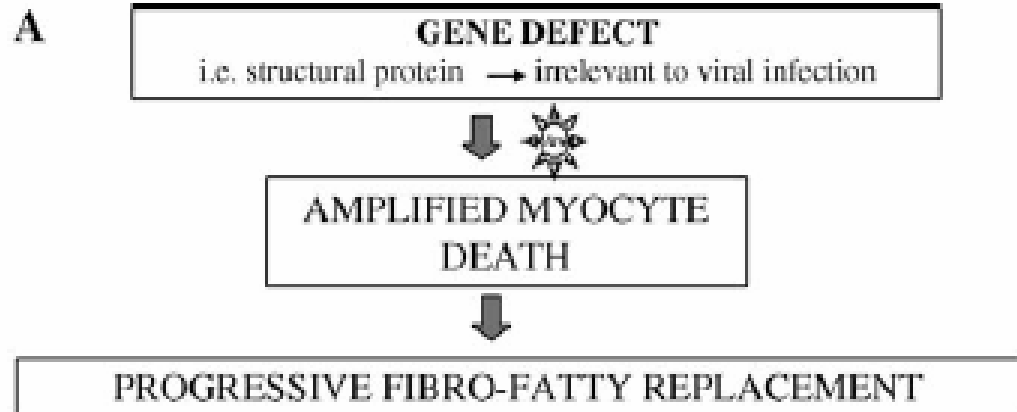 A
GENE DEFECT
i.e. structural protein → irrelevant to viral infection
AMPLIFIED MYOCYTE
DEATH
PROGRESSIVE FIBRO-FATTY REPLACEMENT